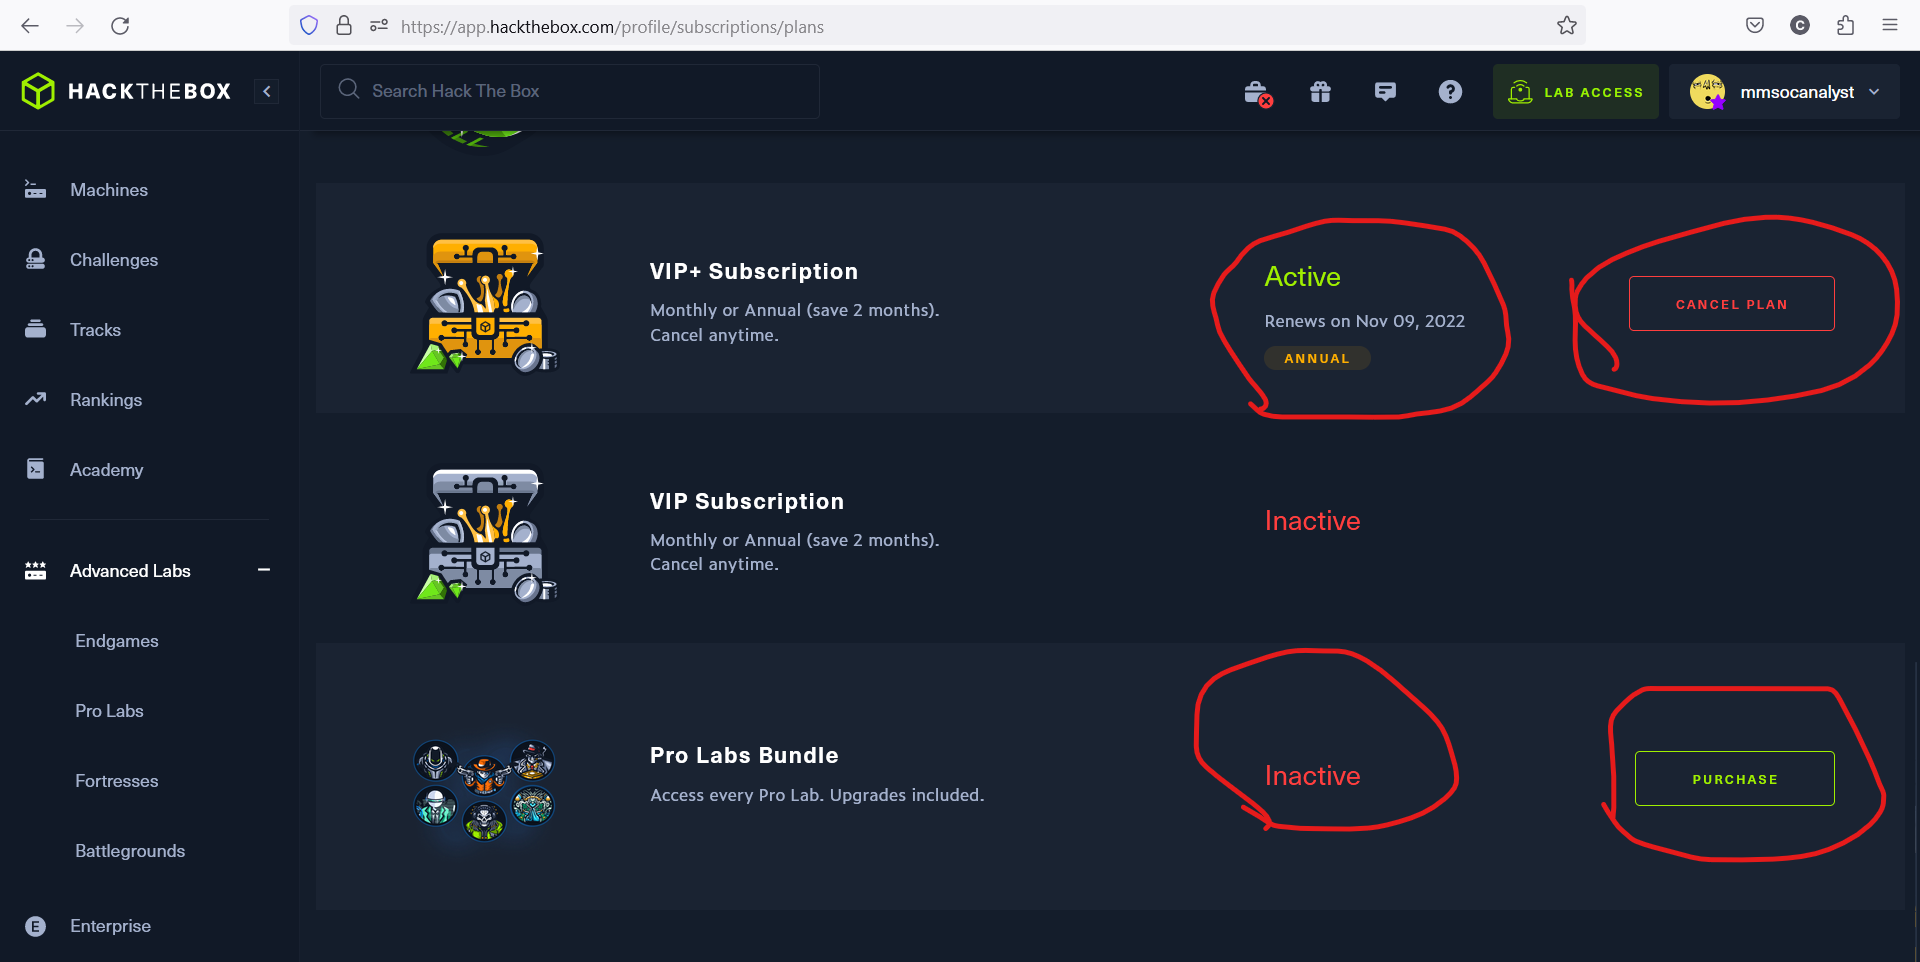 https://app.hackthebox.com/profile/subscriptions/plans
C
HACKTHEBOX
Search Hack The Box
LAB ACCESS
mmsocanalyst
Machines
Challenges
Tracks
Rankings
Academy
Advanced Labs
Endgames
Pro Labs
Fortresses
Battlegrounds
E Enterprise
VIP+ Subscription
Monthly or Annual (save 2 months).
Cancel anytime.
Active
Renews on Nov 09, 2022
ANNUAL
CANCEL PLAN
VIP Subscription
Monthly or Annual (save 2 months).
Cancel anytime.
Inactive
Pro Labs Bundle
Access every Pro Lab. Upgrades included.
Inactive
PURCHASE